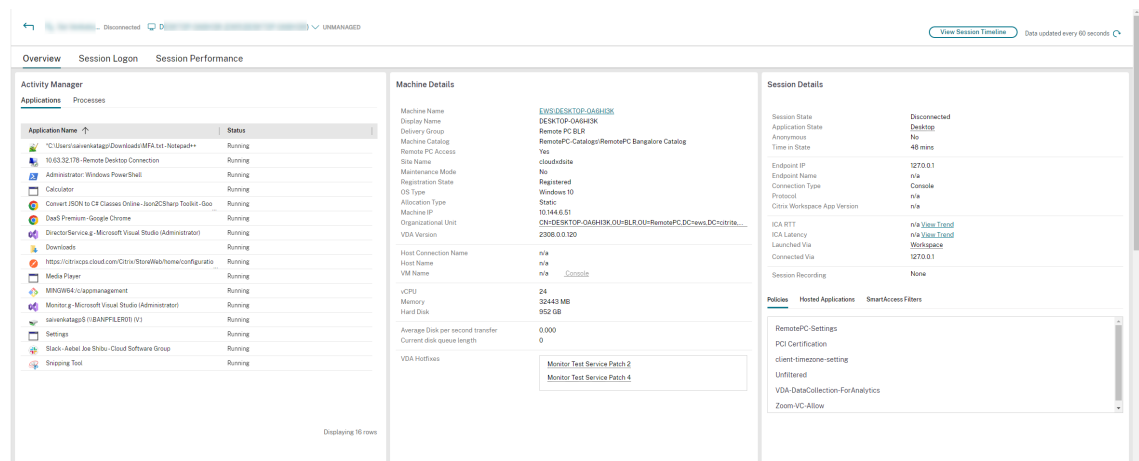 Disconnected
UNMANAGED
View Session Timeline
Data updated every 60 seconds
Overview Session Logon Session Performance
Activity Manager
Applications Processes
Application Name Status
"C:\Users\saivenkatagp\Downloads\MFA.txt - Notepad++ Running
10.63.32.178 - Remote Desktop Connection Running
Administrator: Windows PowerShell Running
Calculator Running
Convert JSON to C# Classes Online - Json2CSharp Toolkit - Goo Running
DaaS Premium - Google Chrome Running
DirectorService.g - Microsoft Visual Studio (Administrator) Running
Downloads Running
https://citrixcps.cloud.com/Citrix/StoreWeb/home/configuratio Running
Media Player Running
MINGW64:/c/appmanagement Running
Monitor.g - Microsoft Visual Studio (Administrator) Running
saivenkatagp$ (\\BANPFILER01) (V:) Running
Settings Running
Slack - Aebel Joe Shibu - Cloud Software Group Running
Snipping Tool Running
Displaying 16 rows
Machine Details
Machine Name EWS\DESKTOP-OA6HI3K
Display Name DESKTOP-OA6HI3K
Delivery Group Remote PC BLR
Machine Catalog RemotePC-Catalogs\RemotePC Bangalore Catalog
Remote PC Access Yes
Site Name cloudxdsite
Maintenance Mode No
Registration State Registered
OS Type Windows 10
Allocation Type Static
Machine IP 10.144.6.51
Organizational Unit CN=DESKTOP-OA6HI3K,OU=BLR,OU=RemotePC,DC=ews,DC=citrite,...
VDA Version 2308.0.0.120
Host Connection Name n/a
Host Name n/a
VM Name n/a Console
vCPU 24
Memory 32443 MB
Hard Disk 952 GB
Average Disk per second transfer 0.000
Current disk queue length 0
VDA Hotfixes Monitor Test Service Patch 2
Monitor Test Service Patch 4
Session Details
Session State Disconnected
Application State Desktop
Anonymous No
Time in State 48 mins
Endpoint IP 127.0.0.1
Endpoint Name n/a
Connection Type Console
Protocol n/a
Citrix Workspace App Version n/a
ICA RTT n/a View Trend
ICA Latency n/a View Trend
Launched Via Workspace
Connected Via 127.0.0.1
Session Recording None
Policies Hosted Applications SmartAccess Filters
RemotePC-Settings
PCI Certification
client-timezone-setting
Unfiltered
VDA-DataCollection-ForAnalytics
Zoom-VC-Allow